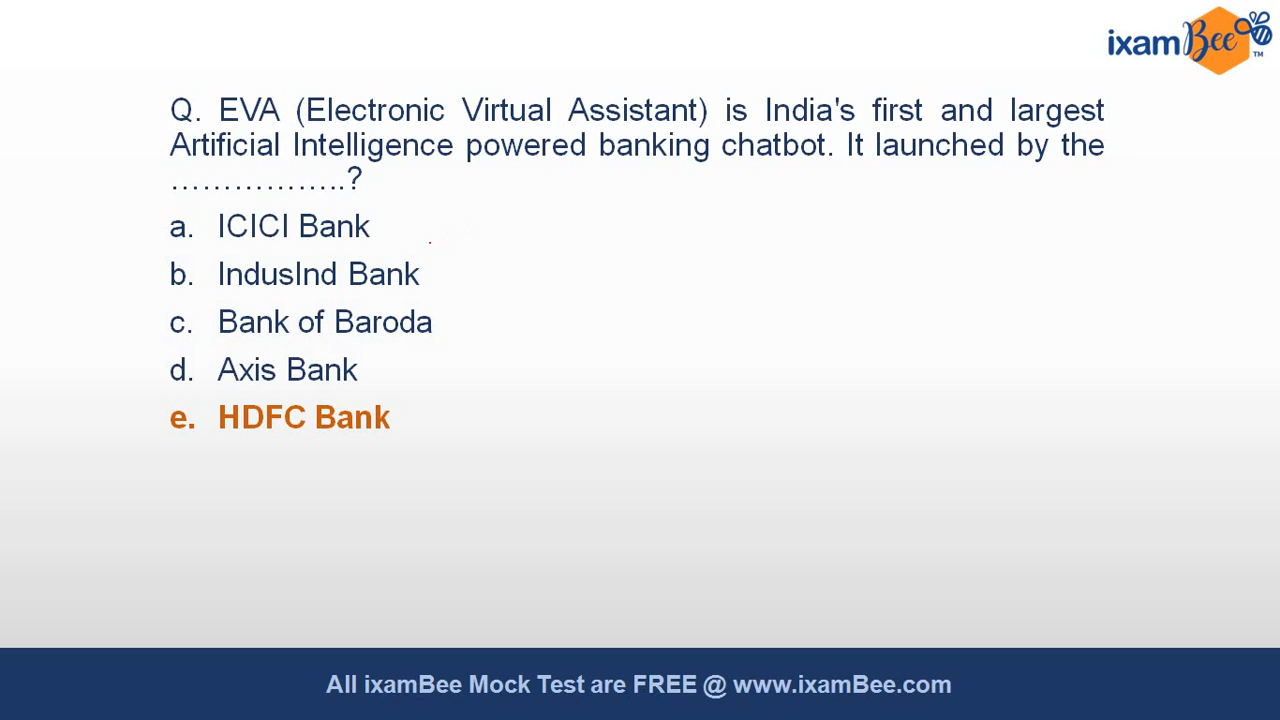 ixamBee™
Q. EVA (Electronic Virtual Assistant) is India's first and largest
Artificial Intelligence powered banking chatbot. It launched by the
……………..?
a. ICICI Bank
b. IndusInd Bank
c. Bank of Baroda
d. Axis Bank
e. HDFC Bank
All ixamBee Mock Test are FREE @ www.ixamBee.com